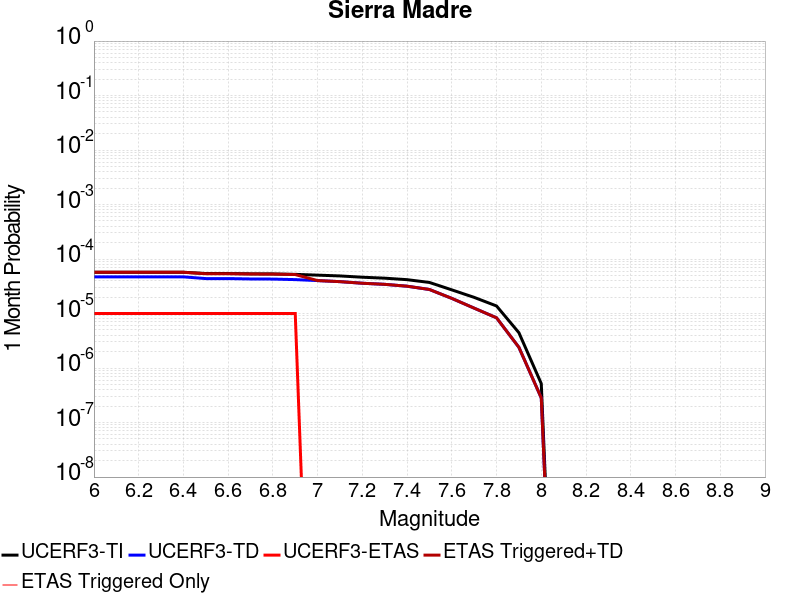 Sierra Madre
1 Month Probability
10^0
10^-1
10^-2
10^-3
10^-4
10^-5
10^-6
10^-7
10^-8
6 6.2 6.4 6.6 6.8 7 7.2 7.4 7.6 7.8 8 8.2 8.4 8.6 8.8 9
Magnitude
UCERF3-TI UCERF3-TD UCERF3-ETAS ETAS Triggered+TD
ETAS Triggered Only